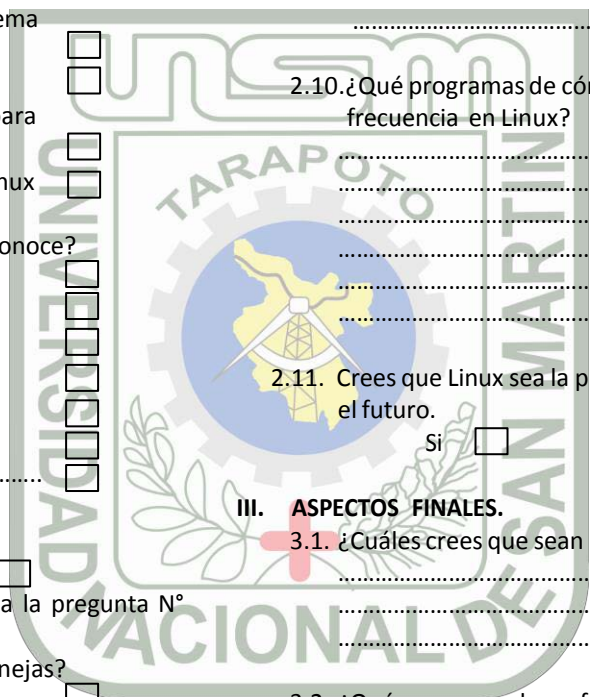 ema
ara
nux
onoce?
a la pregunta N°
nejas?
........................................
2.10.¿Qué programas de cón
frecuencia en Linux?
........................................
........................................
........................................
........................................
........................................
........................................
2.11. Crees que Linux sea la p
el futuro.
Si
III. ASPECTOS FINALES.
3.1. ¿Cuáles crees que sean
........................................
........................................
........................................
UNIVERSIDAD
NACIONAL DE
SAN MARTIN
unsm
TARAPOTO